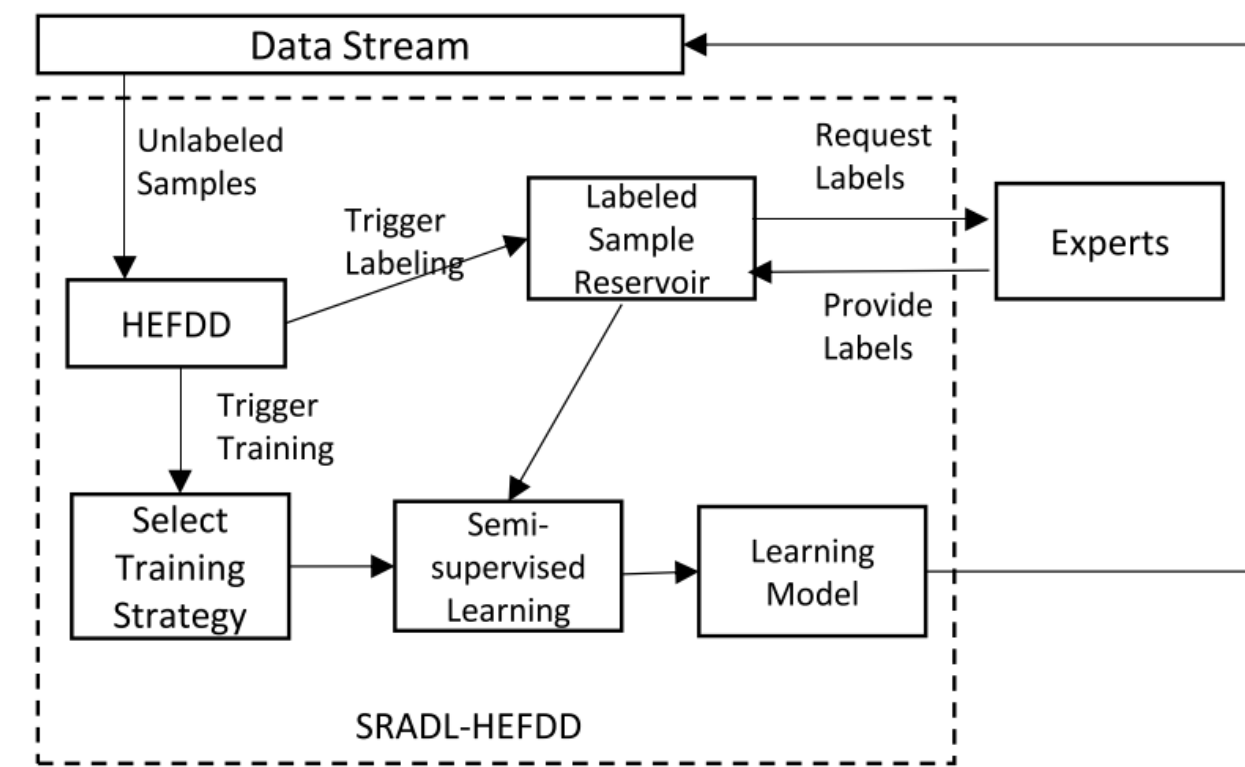 Data Stream
Unlabeled
Samples
Request
Labels
Trigger
Labeling
Labeled
Sample
Reservoir
Experts
HEFDD
Provide
Labels
Trigger
Training
Select
Training
Strategy
Semi-
supervised
Learning
Learning
Model
SRADL-HEFDD